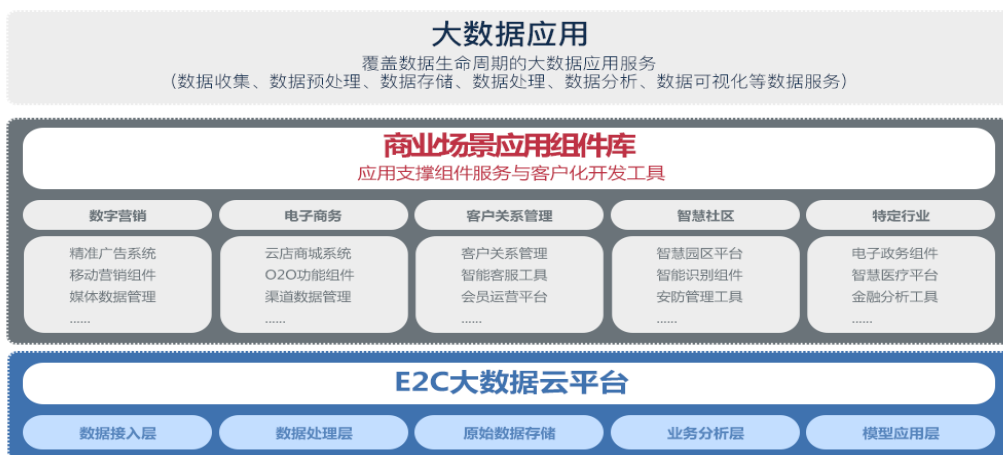 大数据应用
覆盖数据生命周期的大数据应用服务
（数据收集、数据预处理、数据存储、数据处理、数据分析、数据可视化等数据服务）
商业场景应用组件库
应用支撑组件服务与客户化开发工具
数字营销
精准广告系统
移动营销组件
媒体数据管理
......
电子商务
云店商城系统
O2O功能组件
渠道数据管理
......
客户关系管理
客户关系管理
智能客服工具
会员运营平台
......
智慧社区
智慧园区平台
智能识别组件
安防管理工具
......
特定行业
电子政务组件
智慧医疗平台
金融分析工具
......
E2C大数据云平台
数据接入层
数据处理层
原始数据存储
业务分析层
模型应用层